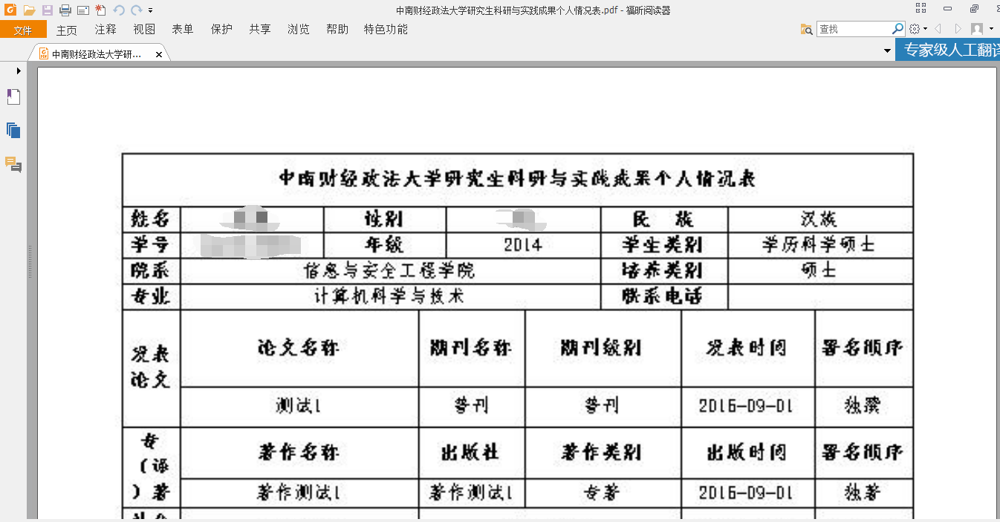 中南财经政法大学研究生科研与实践成果个人情况表.pdf - 福昕阅读器
文件 主页 注释 视图 表单 保护 共享 浏览 帮助 特色功能 查找
中南财经政法大学研... × 专家级人工翻译
中南财经政法大学研究生科研与实践成果个人情况表
姓名 性别 民 族 汉族
学号 年级 2014 学生类别 学历科学硕士
院系 信息与安全工程学院 培养类别 硕士
专业 计算机科学与技术 联系电话
发表论文 论文名称 期刊名称 期刊级别 发表时间 署名顺序
测试1 普刊 普刊 2016-09-01 独撰
专（译）著 著作名称 出版社 著作类别 出版时间 署名顺序
著作测试1 著作测试1 专著 2016-09-01 独著